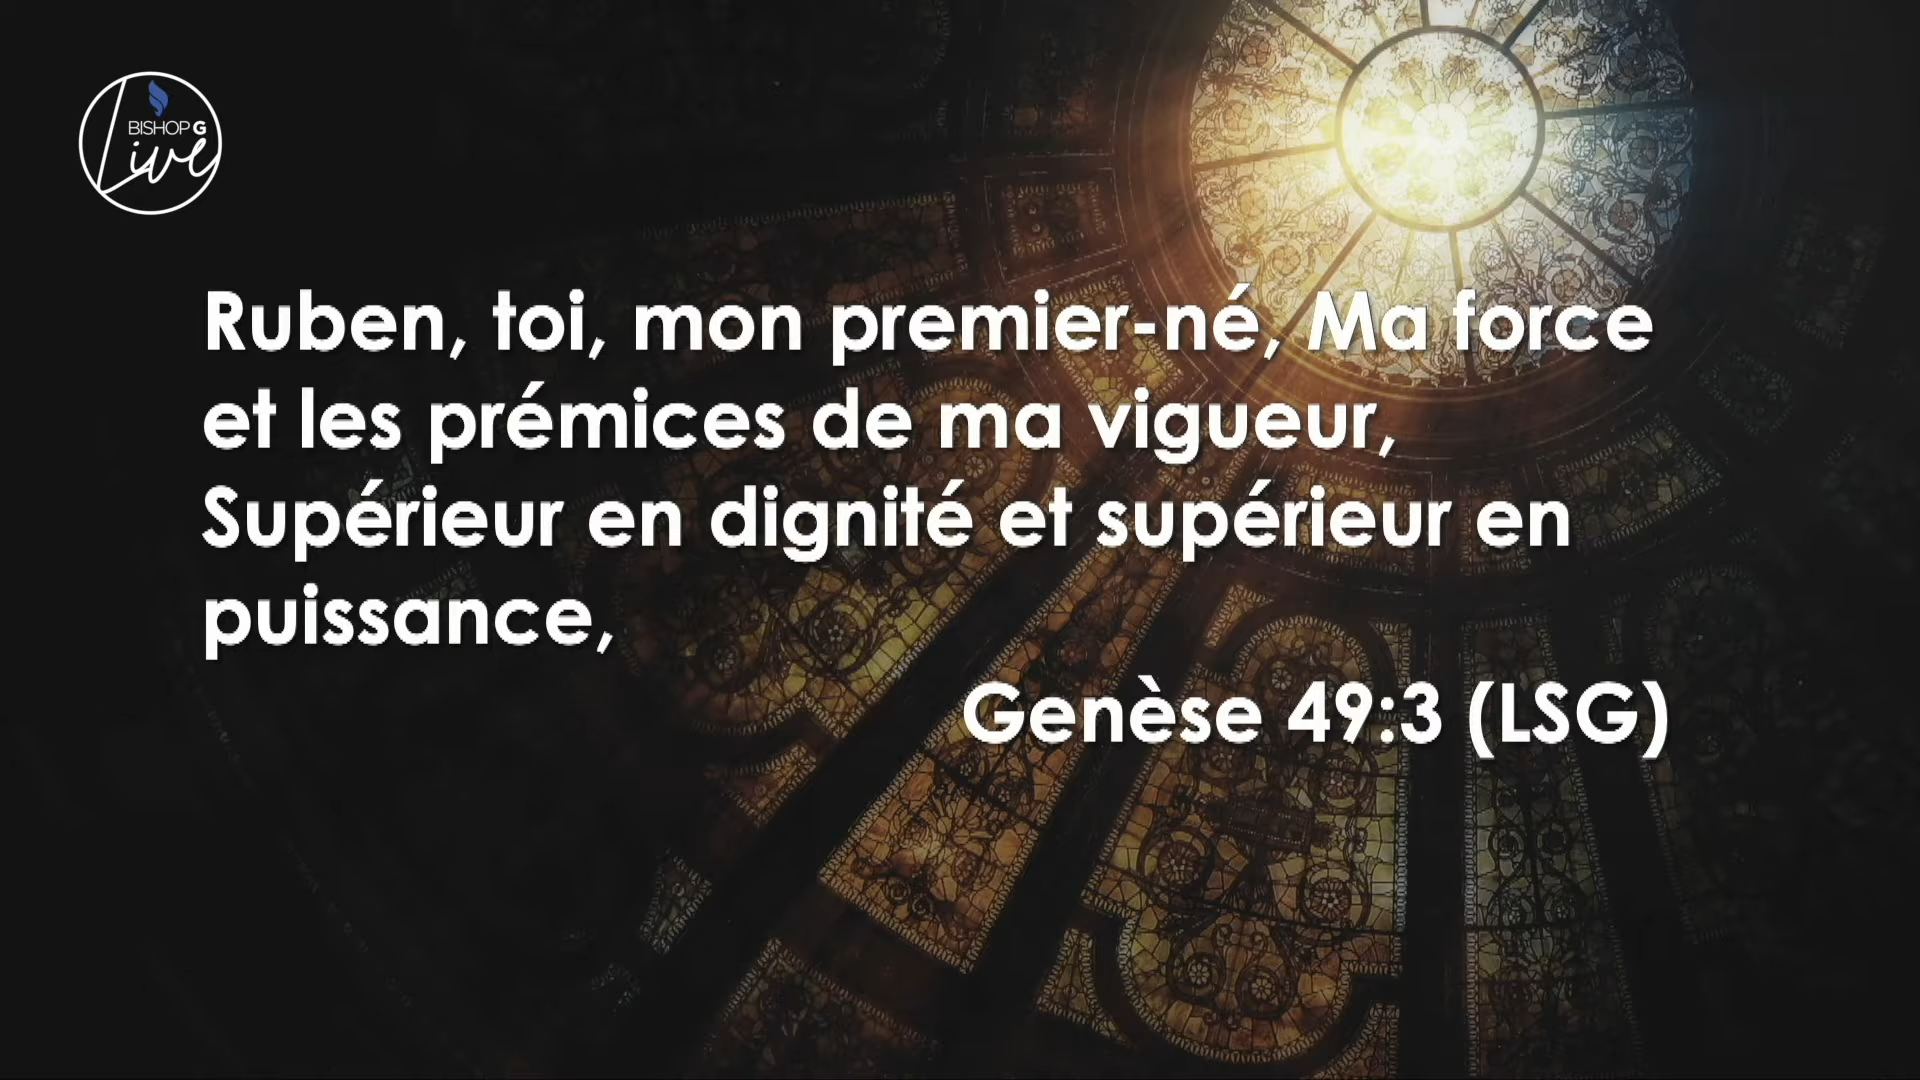 BISHOP G
Live
Ruben, toi, mon premier-né, Ma force
et les prémices de ma vigueur,
Supérieur en dignité et supérieur en
puissance,
Genèse 49:3 (LSG)